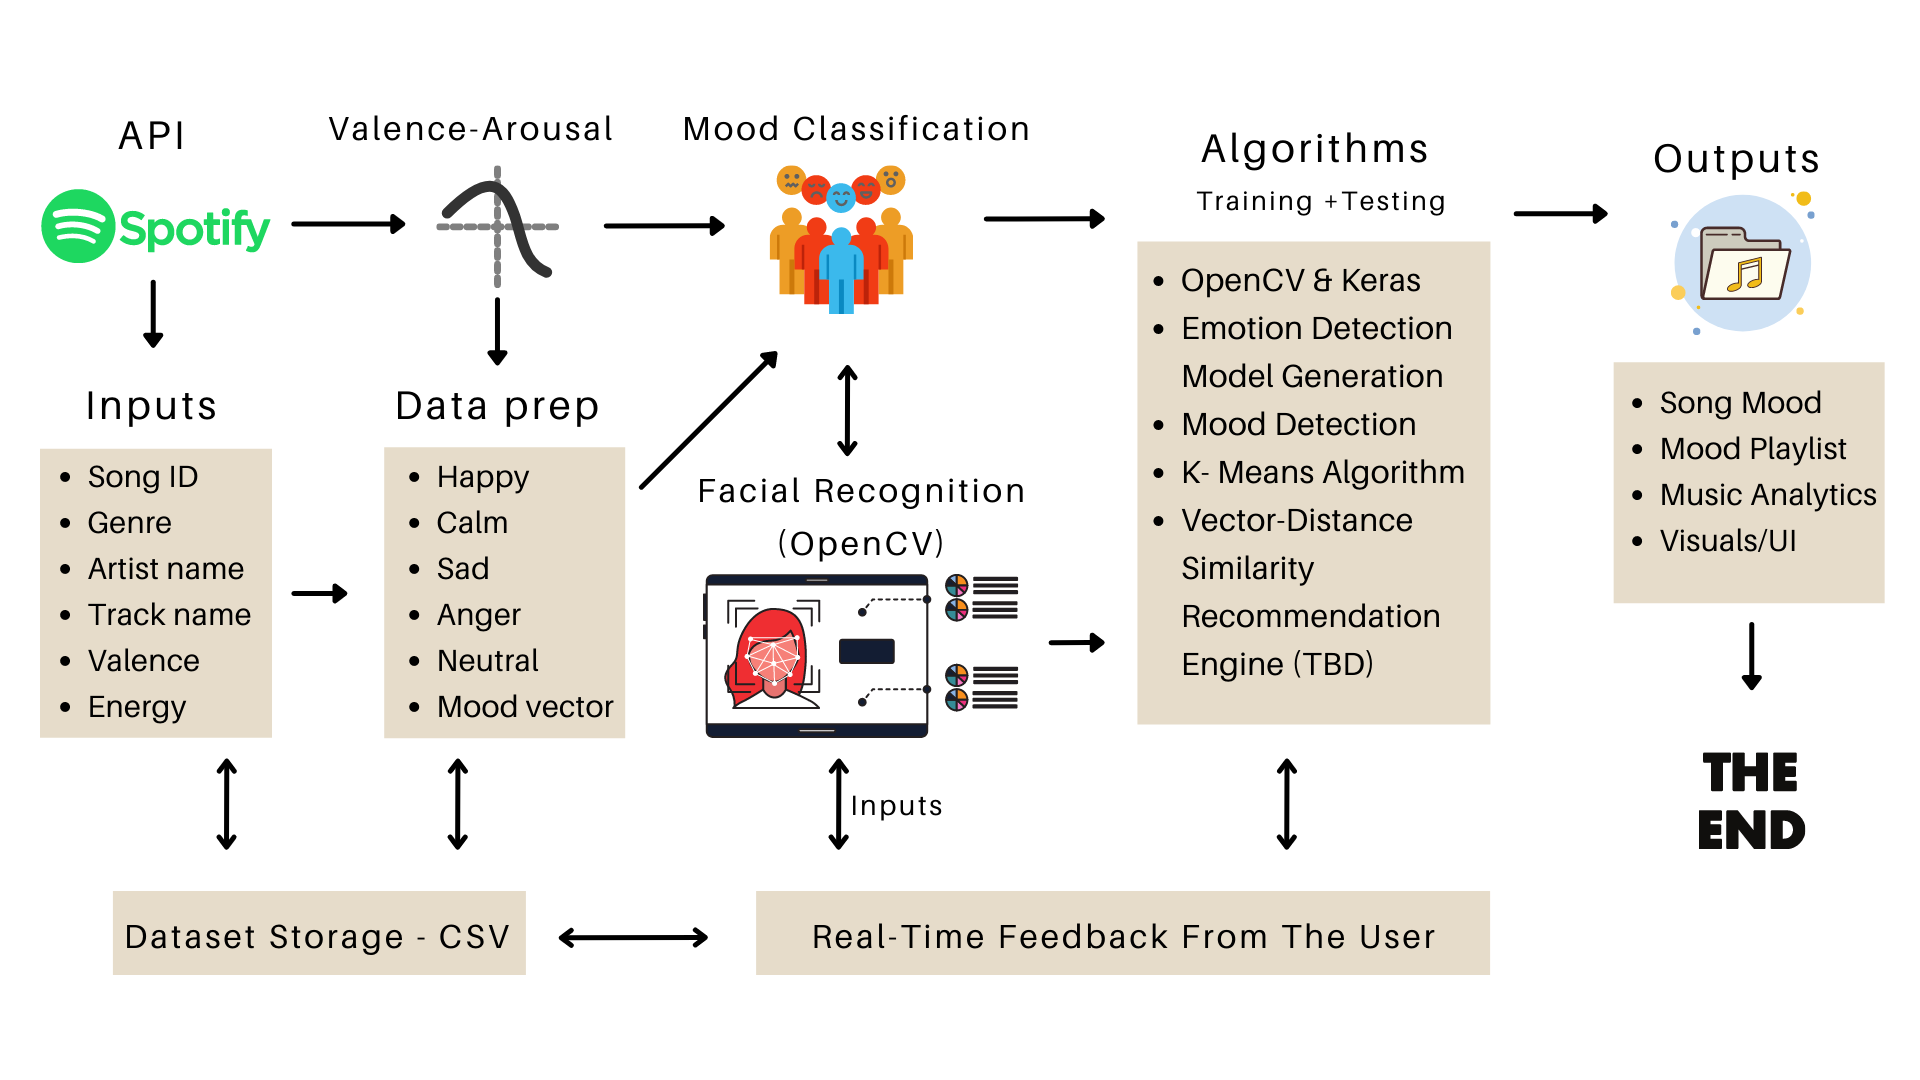 API
Spotify
Valence-Arousal
Mood Classification
Algorithms
Training +Testing
Outputs
Inputs
• Song ID
• Genre
• Artist name
• Track name
• Valence
• Energy
Data prep
• Happy
• Calm
• Sad
• Anger
• Neutral
• Mood vector
Facial Recognition
(OpenCV)
Inputs
• OpenCV & Keras
• Emotion Detection
Model Generation
• Mood Detection
• K- Means Algorithm
• Vector-Distance
Similarity
Recommendation
Engine (TBD)
• Song Mood
• Mood Playlist
• Music Analytics
• Visuals/UI
THE
END
Dataset Storage - CSV
Real-Time Feedback From The User